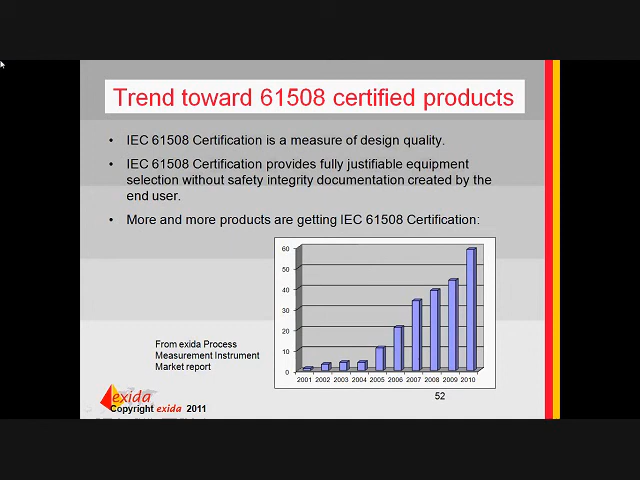 Trend toward 61508 certified products
• IEC 61508 Certification is a measure of design quality.
• IEC 61508 Certification provides fully justifiable equipment
selection without safety integrity documentation created by the
end user.
• More and more products are getting IEC 61508 Certification:
60
50
40
30
20
10
0
2001 2002 2003 2004 2005 2006 2007 2008 2009 2010
From exida Process
Measurement Instrument
Market report
52
exida
Copyright exida 2011